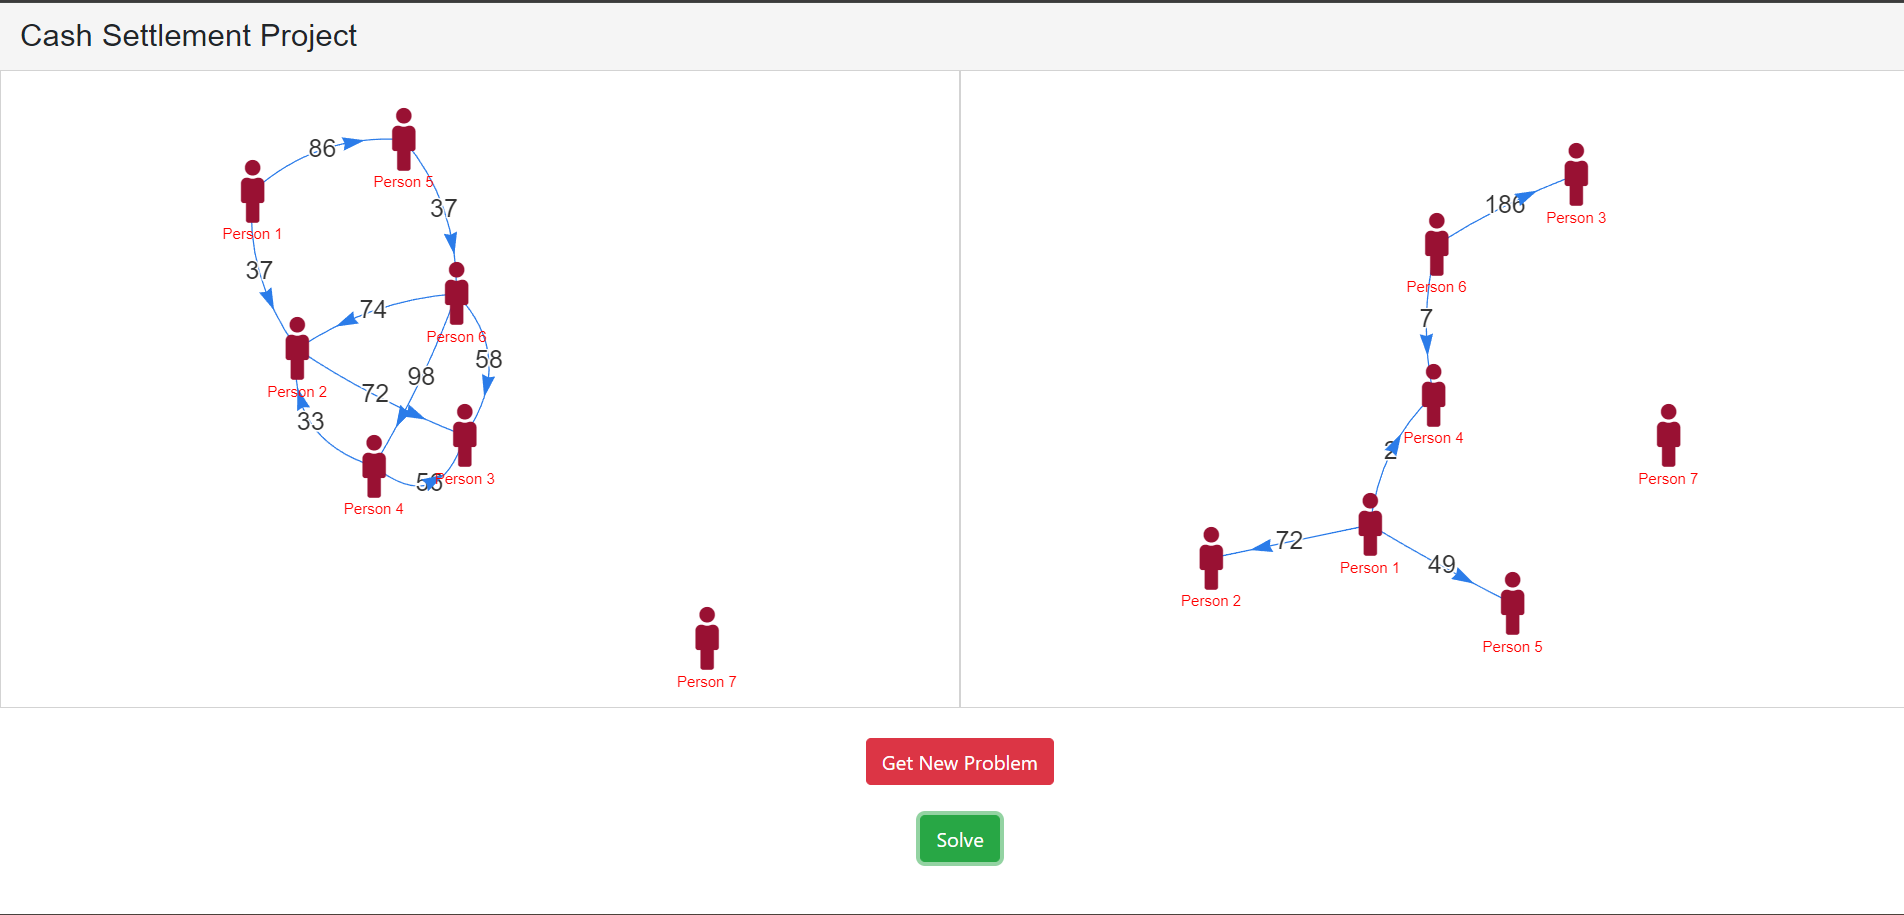 Cash Settlement Project
86
Person 5
37
Person 1
37
74
Person 6
58
98
Person 2
72
33
56
Person 3
Person 4
Person 7
186
Person 3
Person 6
7
Person 4
2
Person 7
72
Person 1
49
Person 2
Person 5
Get New Problem
Solve